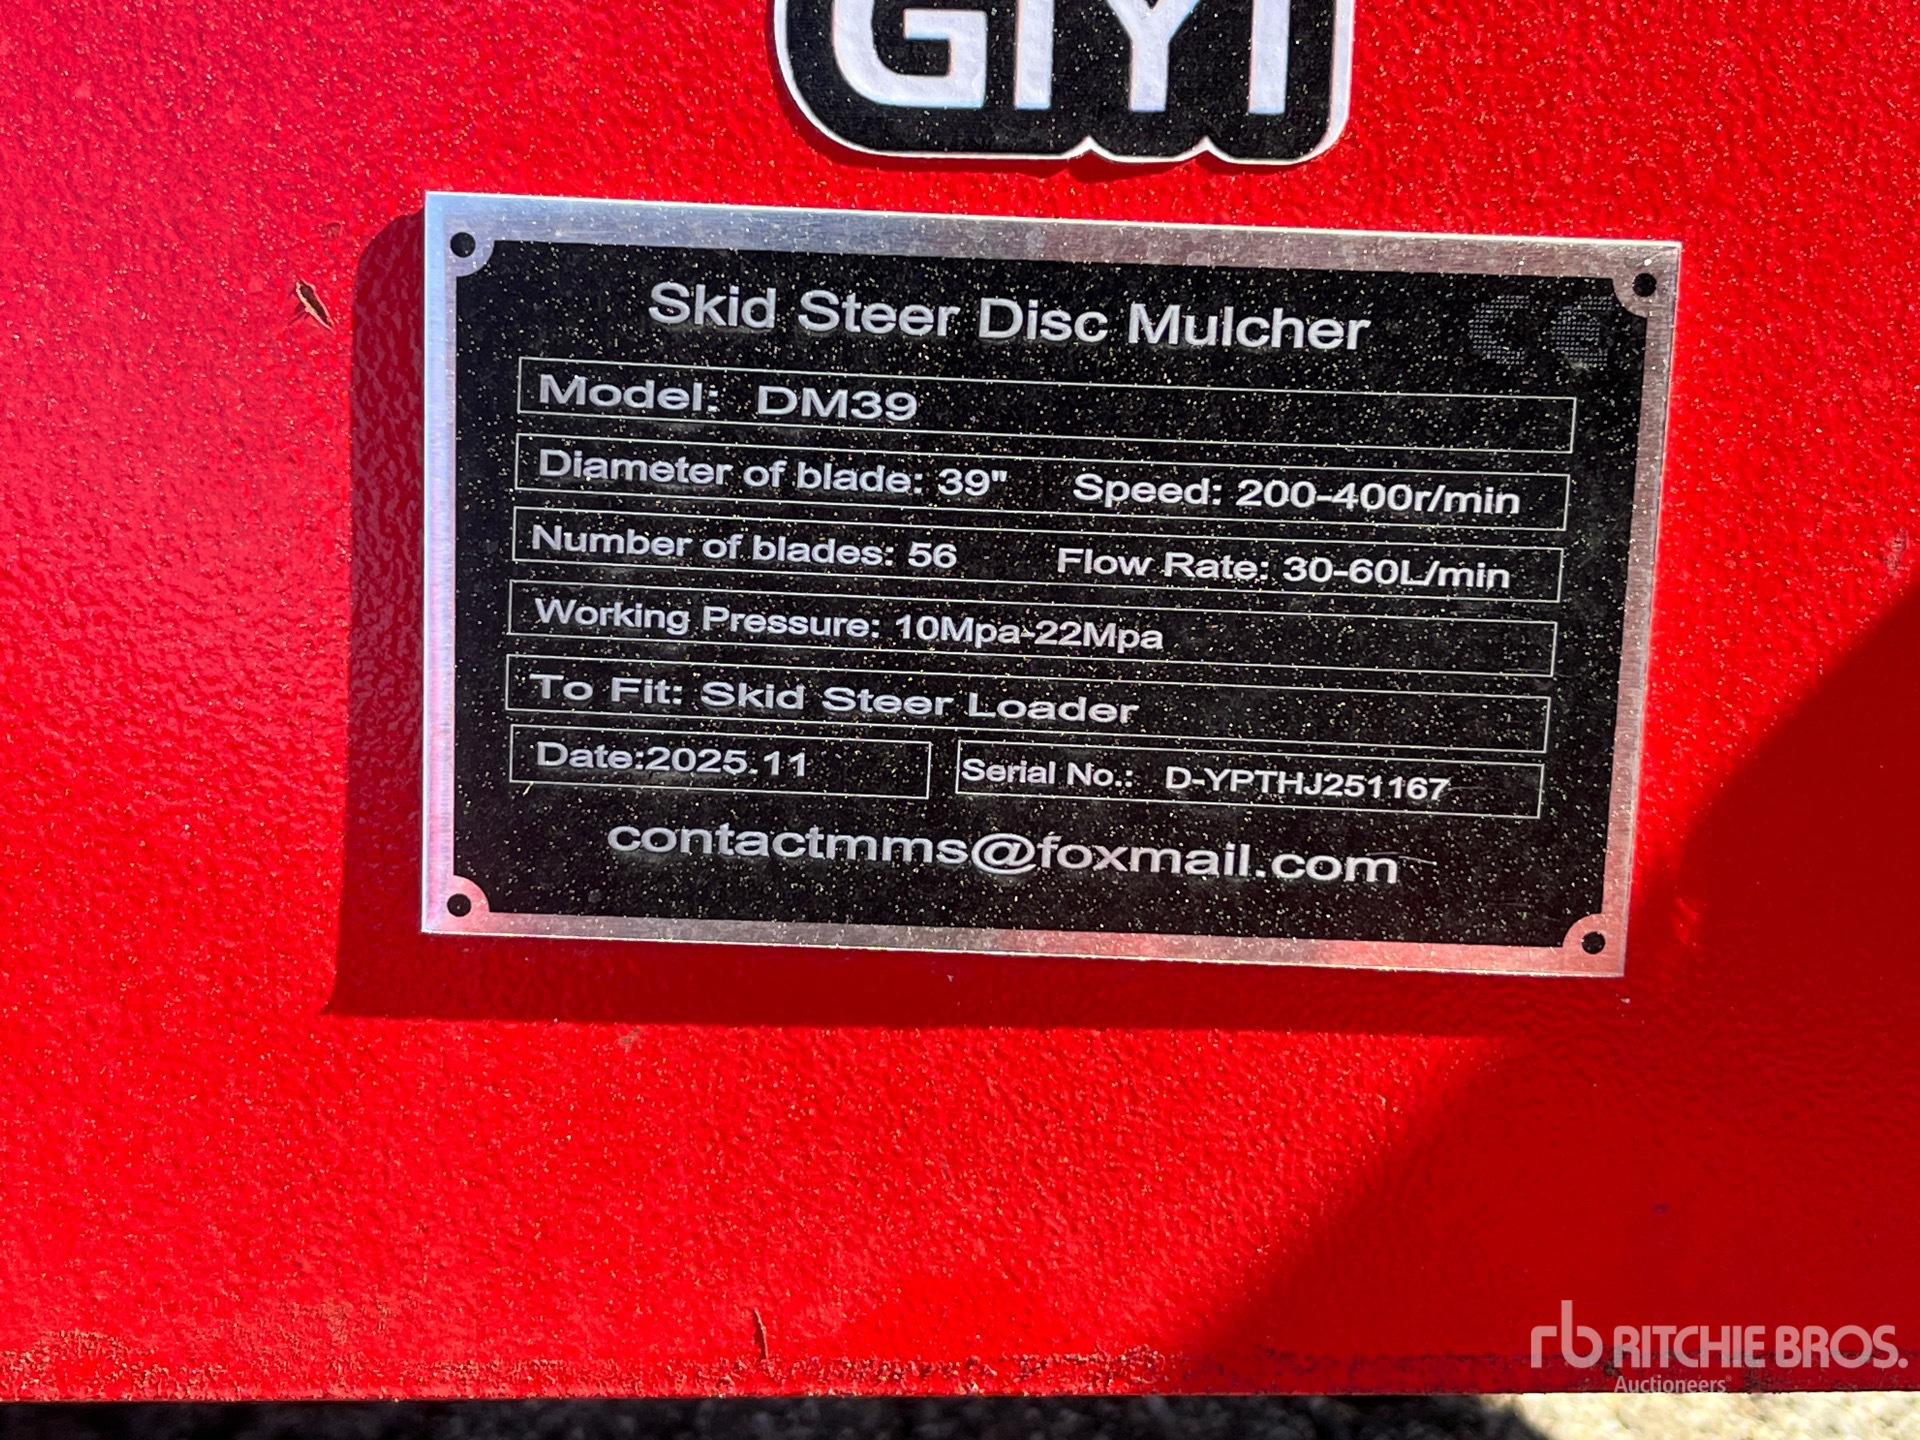 GIYI
Skid Steer Disc Mulcher CE
Model: DM39
Diameter of blade: 39" Speed: 200-400r/min
Number of blades: 56 Flow Rate: 30-60L/min
Working Pressure: 10Mpa-22Mpa
To Fit: Skid Steer Loader
Date:2025.11 Serial No.: D-YPTHJ251167
contactmms@foxmail.com
rb RITCHIE BROS.
Auctioneers